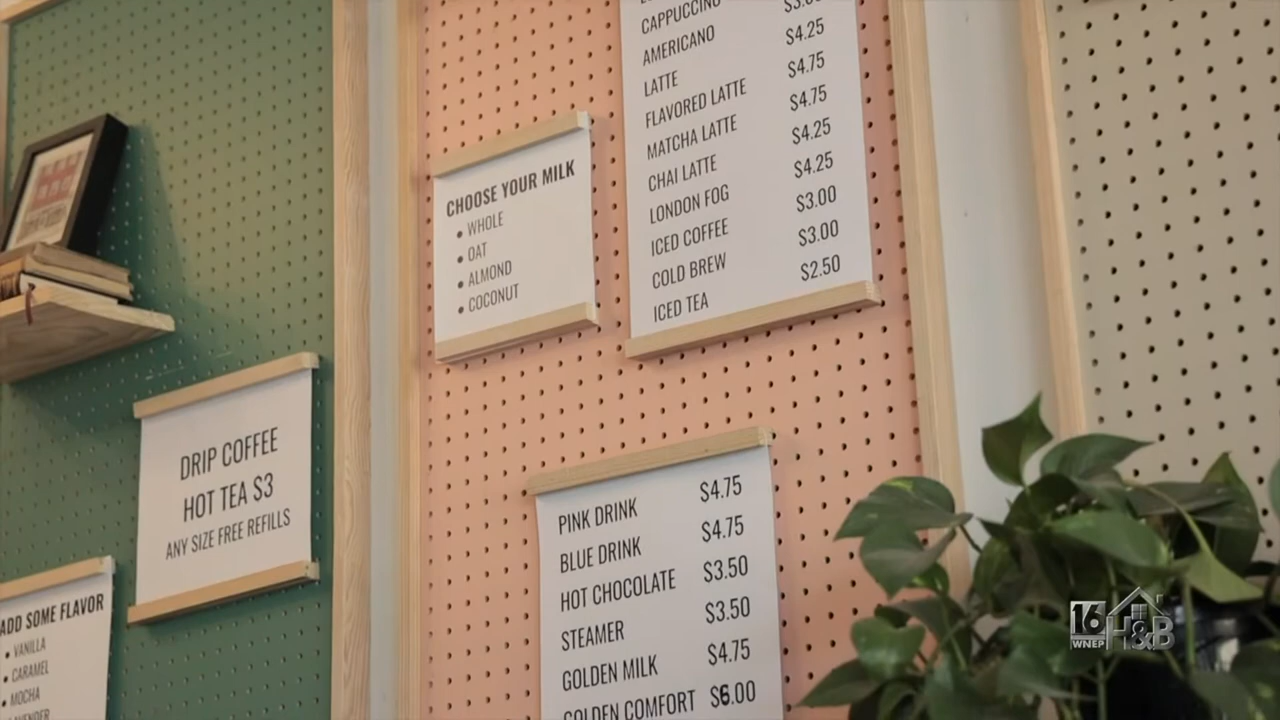 CAPPUCCINO
AMERICANO $3.00
LATTE $4.25
FLAVORED LATTE $4.75
MATCHA LATTE $4.75
CHAI LATTE $4.25
LONDON FOG $4.25
ICED COFFEE $3.00
COLD BREW $3.00
ICED TEA $2.50
CHOOSE YOUR MILK
• WHOLE
• OAT
• ALMOND
• COCONUT
DRIP COFFEE
HOT TEA $3
ANY SIZE FREE REFILLS
PINK DRINK $4.75
BLUE DRINK $4.75
HOT CHOCOLATE $3.50
STEAMER $3.50
GOLDEN MILK $4.75
GOLDEN COMFORT $6.00
ADD SOME FLAVOR
• VANILLA
• CARAMEL
• MOCHA
LAVENDER
16 H&B
WNEP